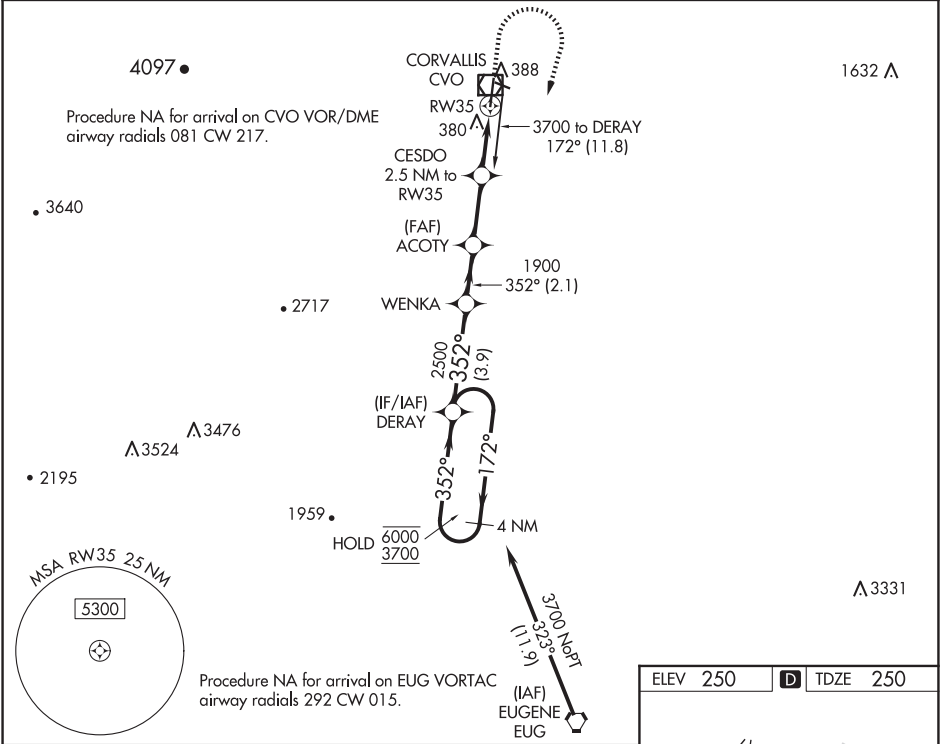 CORVALLIS
CVO
388
4097
1632
RW35
380
Procedure NA for arrival on CVO VOR/DME
airway radials 081 CW 217.
3700 to DERAY
172° (11.8)
CESDO
2.5 NM to
RW35
3640
(FAF)
ACOTY
1900
352° (2.1)
2717
WENKA
2500
352°
(3.9)
(IF/IAF)
DERAY
3476
3524
352°
172°
2195
1959
HOLD
6000
3700
4 NM
MSA RW35 25 NM
5300
3331
3700 NoPT
323°
(11.9)
Procedure NA for arrival on EUG VORTAC
airway radials 292 CW 015.
(IAF)
EUGENE
EUG
ELEV 250 D TDZE 250